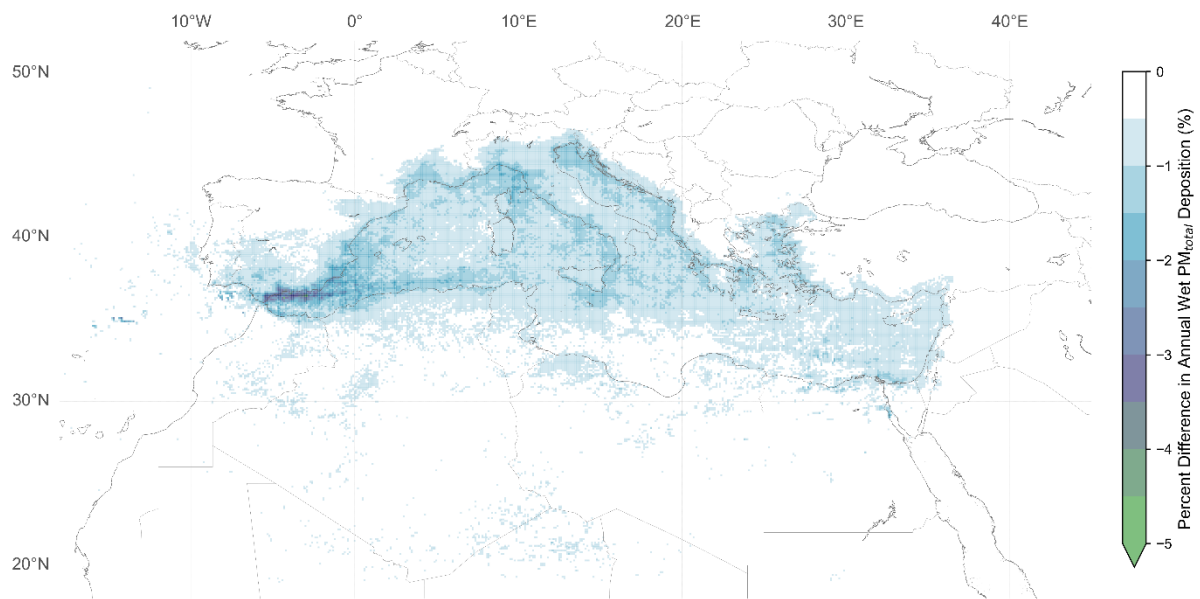 10°W 0° 10°E 20°E 30°E 40°E
50°N
40°N
30°N
20°N
0
−1
−2
−3
−4
−5
Percent Difference in Annual Wet PMtotal Deposition (%)